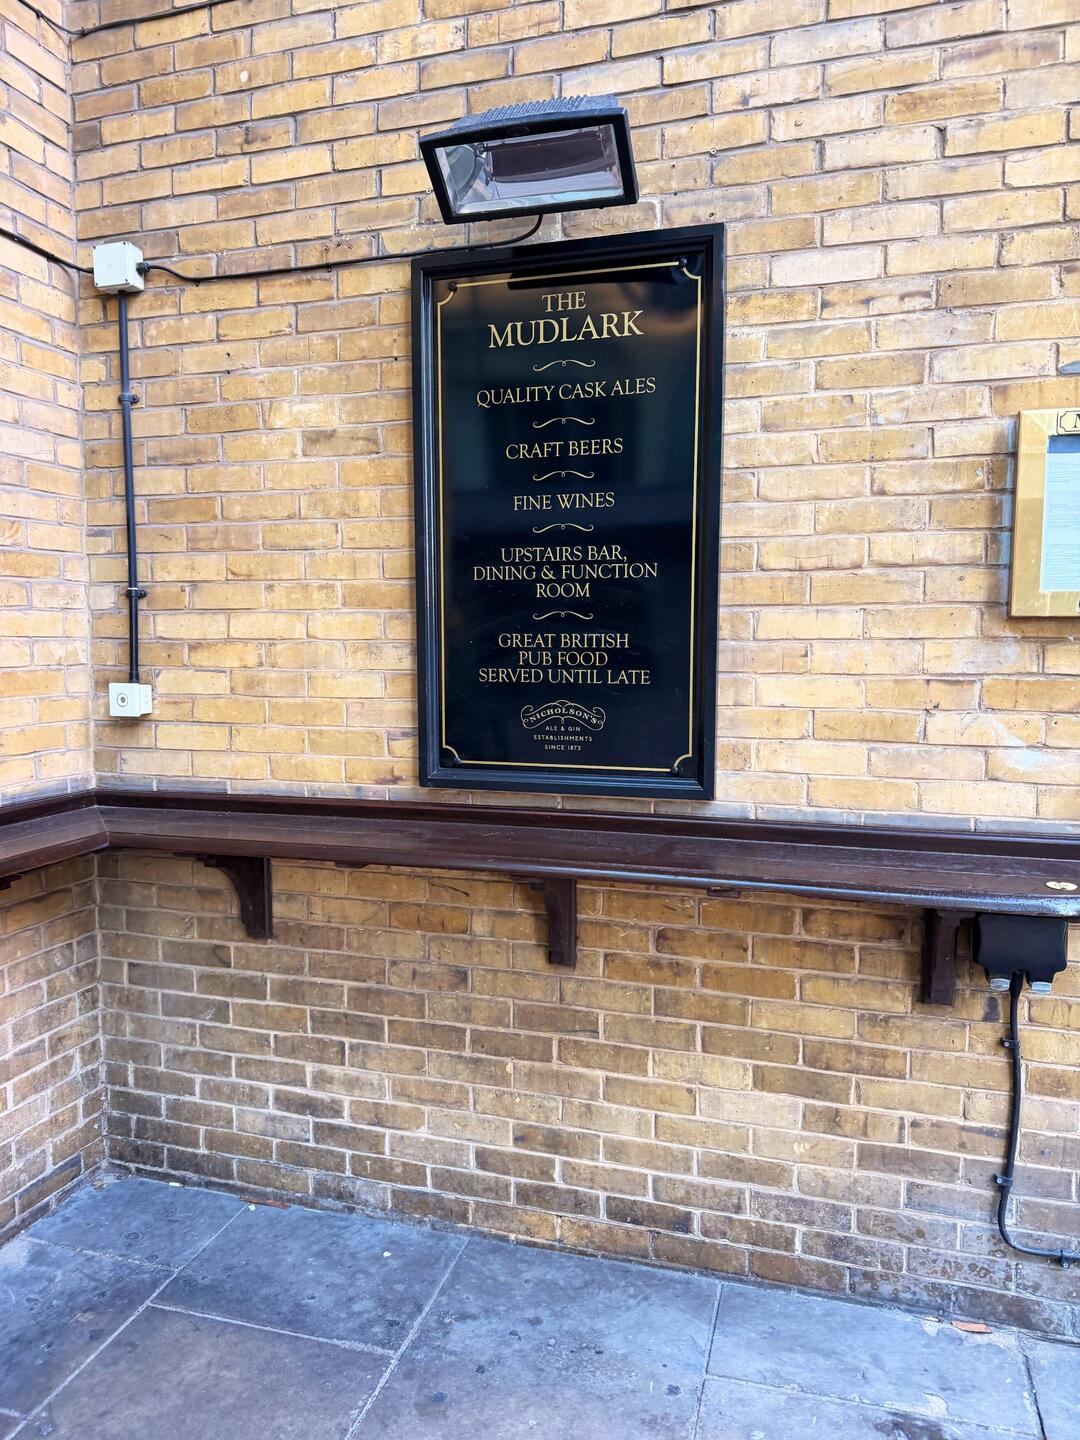 THE
MUDLARK
QUALITY CASK ALES
CRAFT BEERS
FINE WINES
UPSTAIRS BAR,
DINING & FUNCTION
ROOM
GREAT BRITISH
PUB FOOD
SERVED UNTIL LATE
NICHOLSON'S
ALE & GIN
ESTABLISHMENTS
SINCE 1873